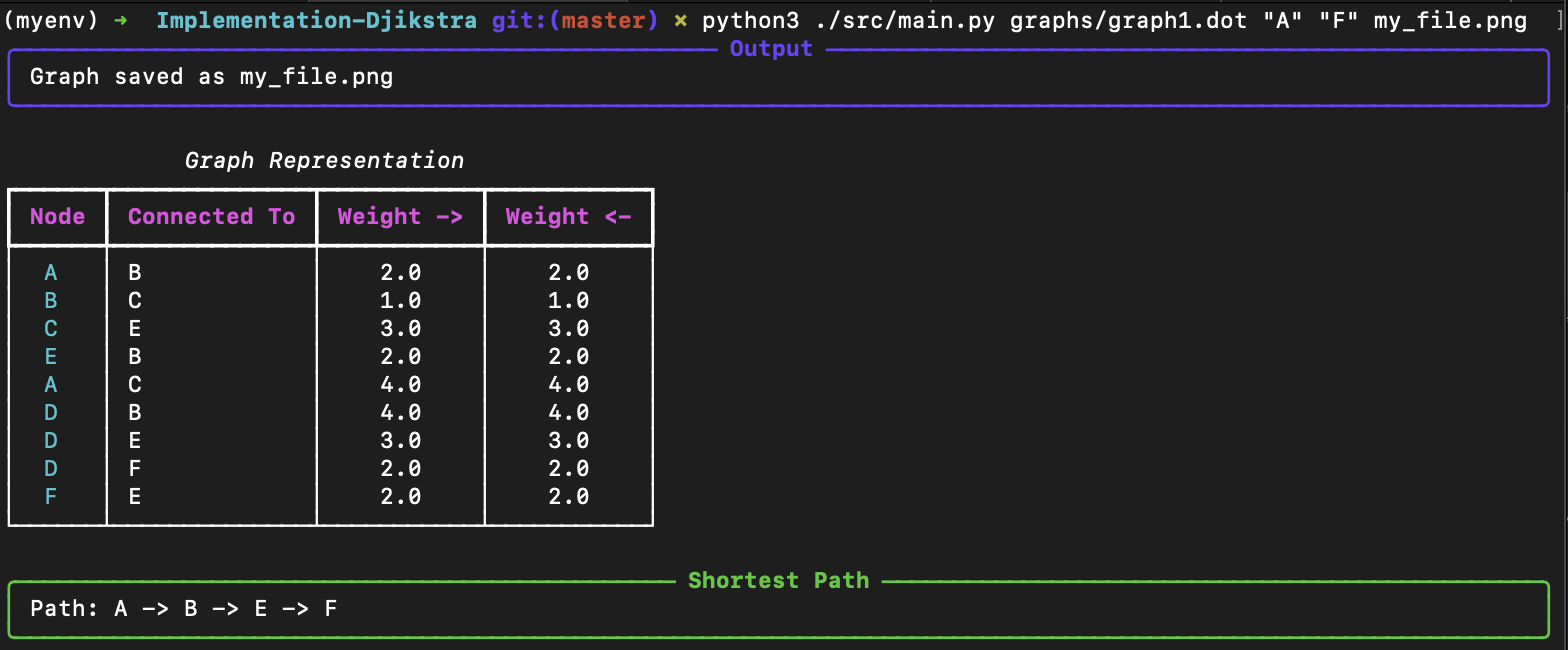 (myenv) ➜  Implementation-Djikstra git:(master) ✗ python3 ./src/main.py graphs/graph1.dot "A" "F" my_file.png ]
Output
Graph saved as my_file.png
Graph Representation
Node Connected To Weight -> Weight <-
A B 2.0 2.0
B C 1.0 1.0
C E 3.0 3.0
E B 2.0 2.0
A C 4.0 4.0
D B 4.0 4.0
D E 3.0 3.0
D F 2.0 2.0
F E 2.0 2.0
Shortest Path
Path: A -> B -> E -> F